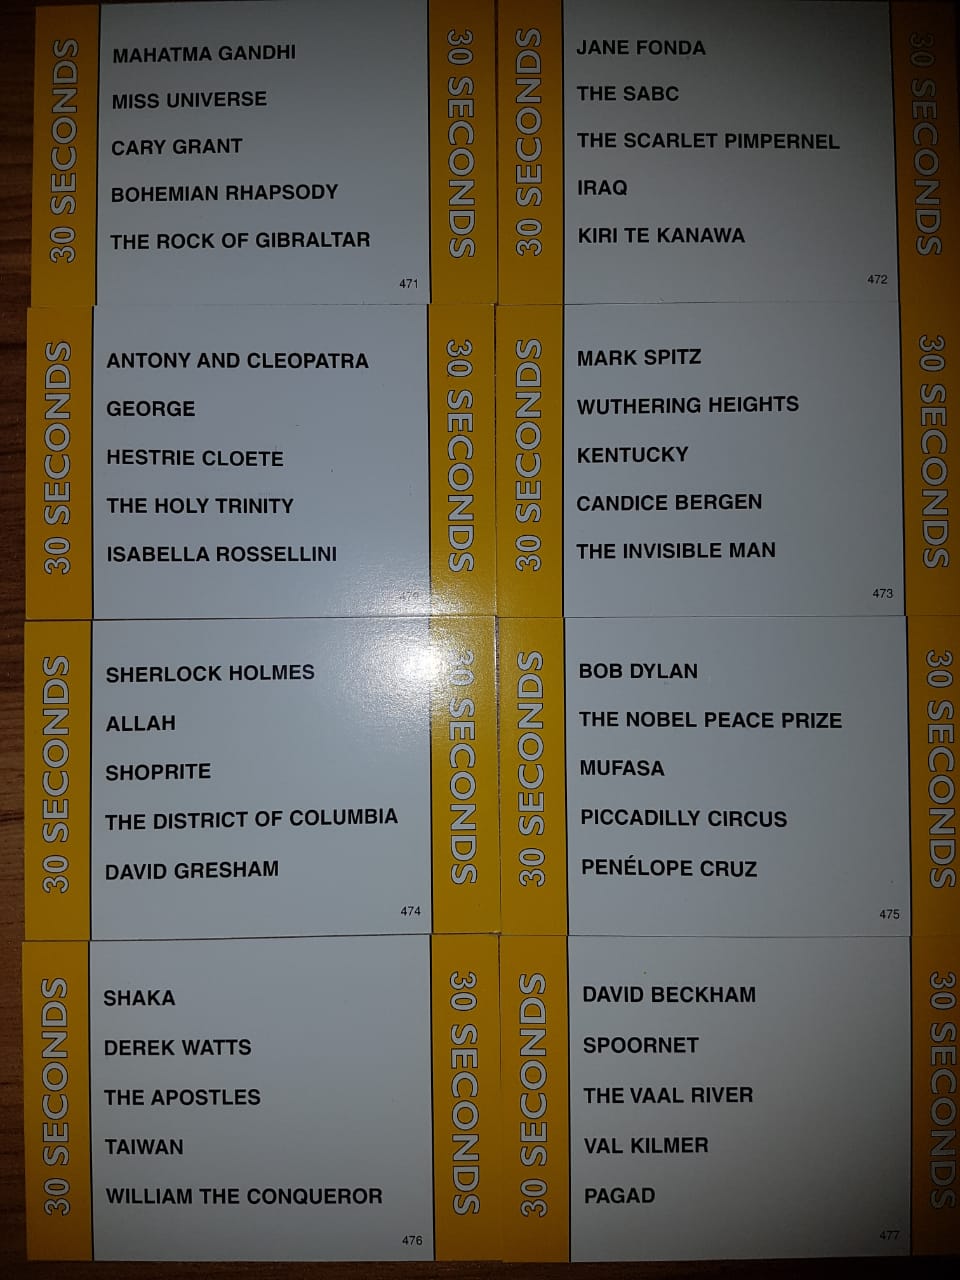 30 SECONDS
MAHATMA GANDHI
MISS UNIVERSE
CARY GRANT
BOHEMIAN RHAPSODY
THE ROCK OF GIBRALTAR
471
30 SECONDS
30 SECONDS
JANE FONDA
THE SABC
THE SCARLET PIMPERNEL
IRAQ
KIRI TE KANAWA
472
30 SECONDS
30 SECONDS
ANTONY AND CLEOPATRA
GEORGE
HESTRIE CLOETE
THE HOLY TRINITY
ISABELLA ROSSELLINI
30 SECONDS
30 SECONDS
MARK SPITZ
WUTHERING HEIGHTS
KENTUCKY
CANDICE BERGEN
THE INVISIBLE MAN
473
30 SECONDS
30 SECONDS
SHERLOCK HOLMES
ALLAH
SHOPRITE
THE DISTRICT OF COLUMBIA
DAVID GRESHAM
474
30 SECONDS
30 SECONDS
BOB DYLAN
THE NOBEL PEACE PRIZE
MUFASA
PICCADILLY CIRCUS
PENÉLOPE CRUZ
475
30 SECONDS
30 SECONDS
SHAKA
DEREK WATTS
THE APOSTLES
TAIWAN
WILLIAM THE CONQUEROR
476
30 SECONDS
30 SECONDS
DAVID BECKHAM
SPOORNET
THE VAAL RIVER
VAL KILMER
PAGAD
477
30 SECONDS